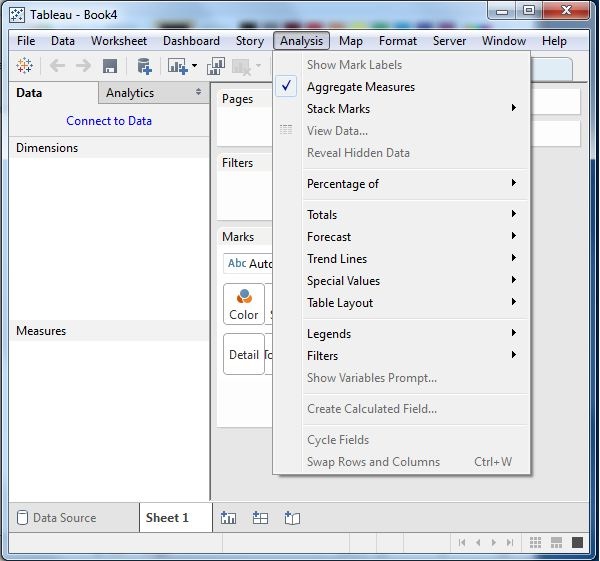 Tableau - Book4
File Data Worksheet Dashboard Story Analysis Map Format Server Window Help
Data Analytics
Connect to Data
Dimensions
Measures
Pages
Filters
Marks
Abc
Color
Detail
Show Mark Labels
Aggregate Measures
Stack Marks
View Data...
Reveal Hidden Data
Percentage of
Totals
Forecast
Trend Lines
Special Values
Table Layout
Legends
Filters
Show Variables Prompt...
Create Calculated Field...
Cycle Fields
Swap Rows and Columns Ctrl+W
Data Source Sheet 1